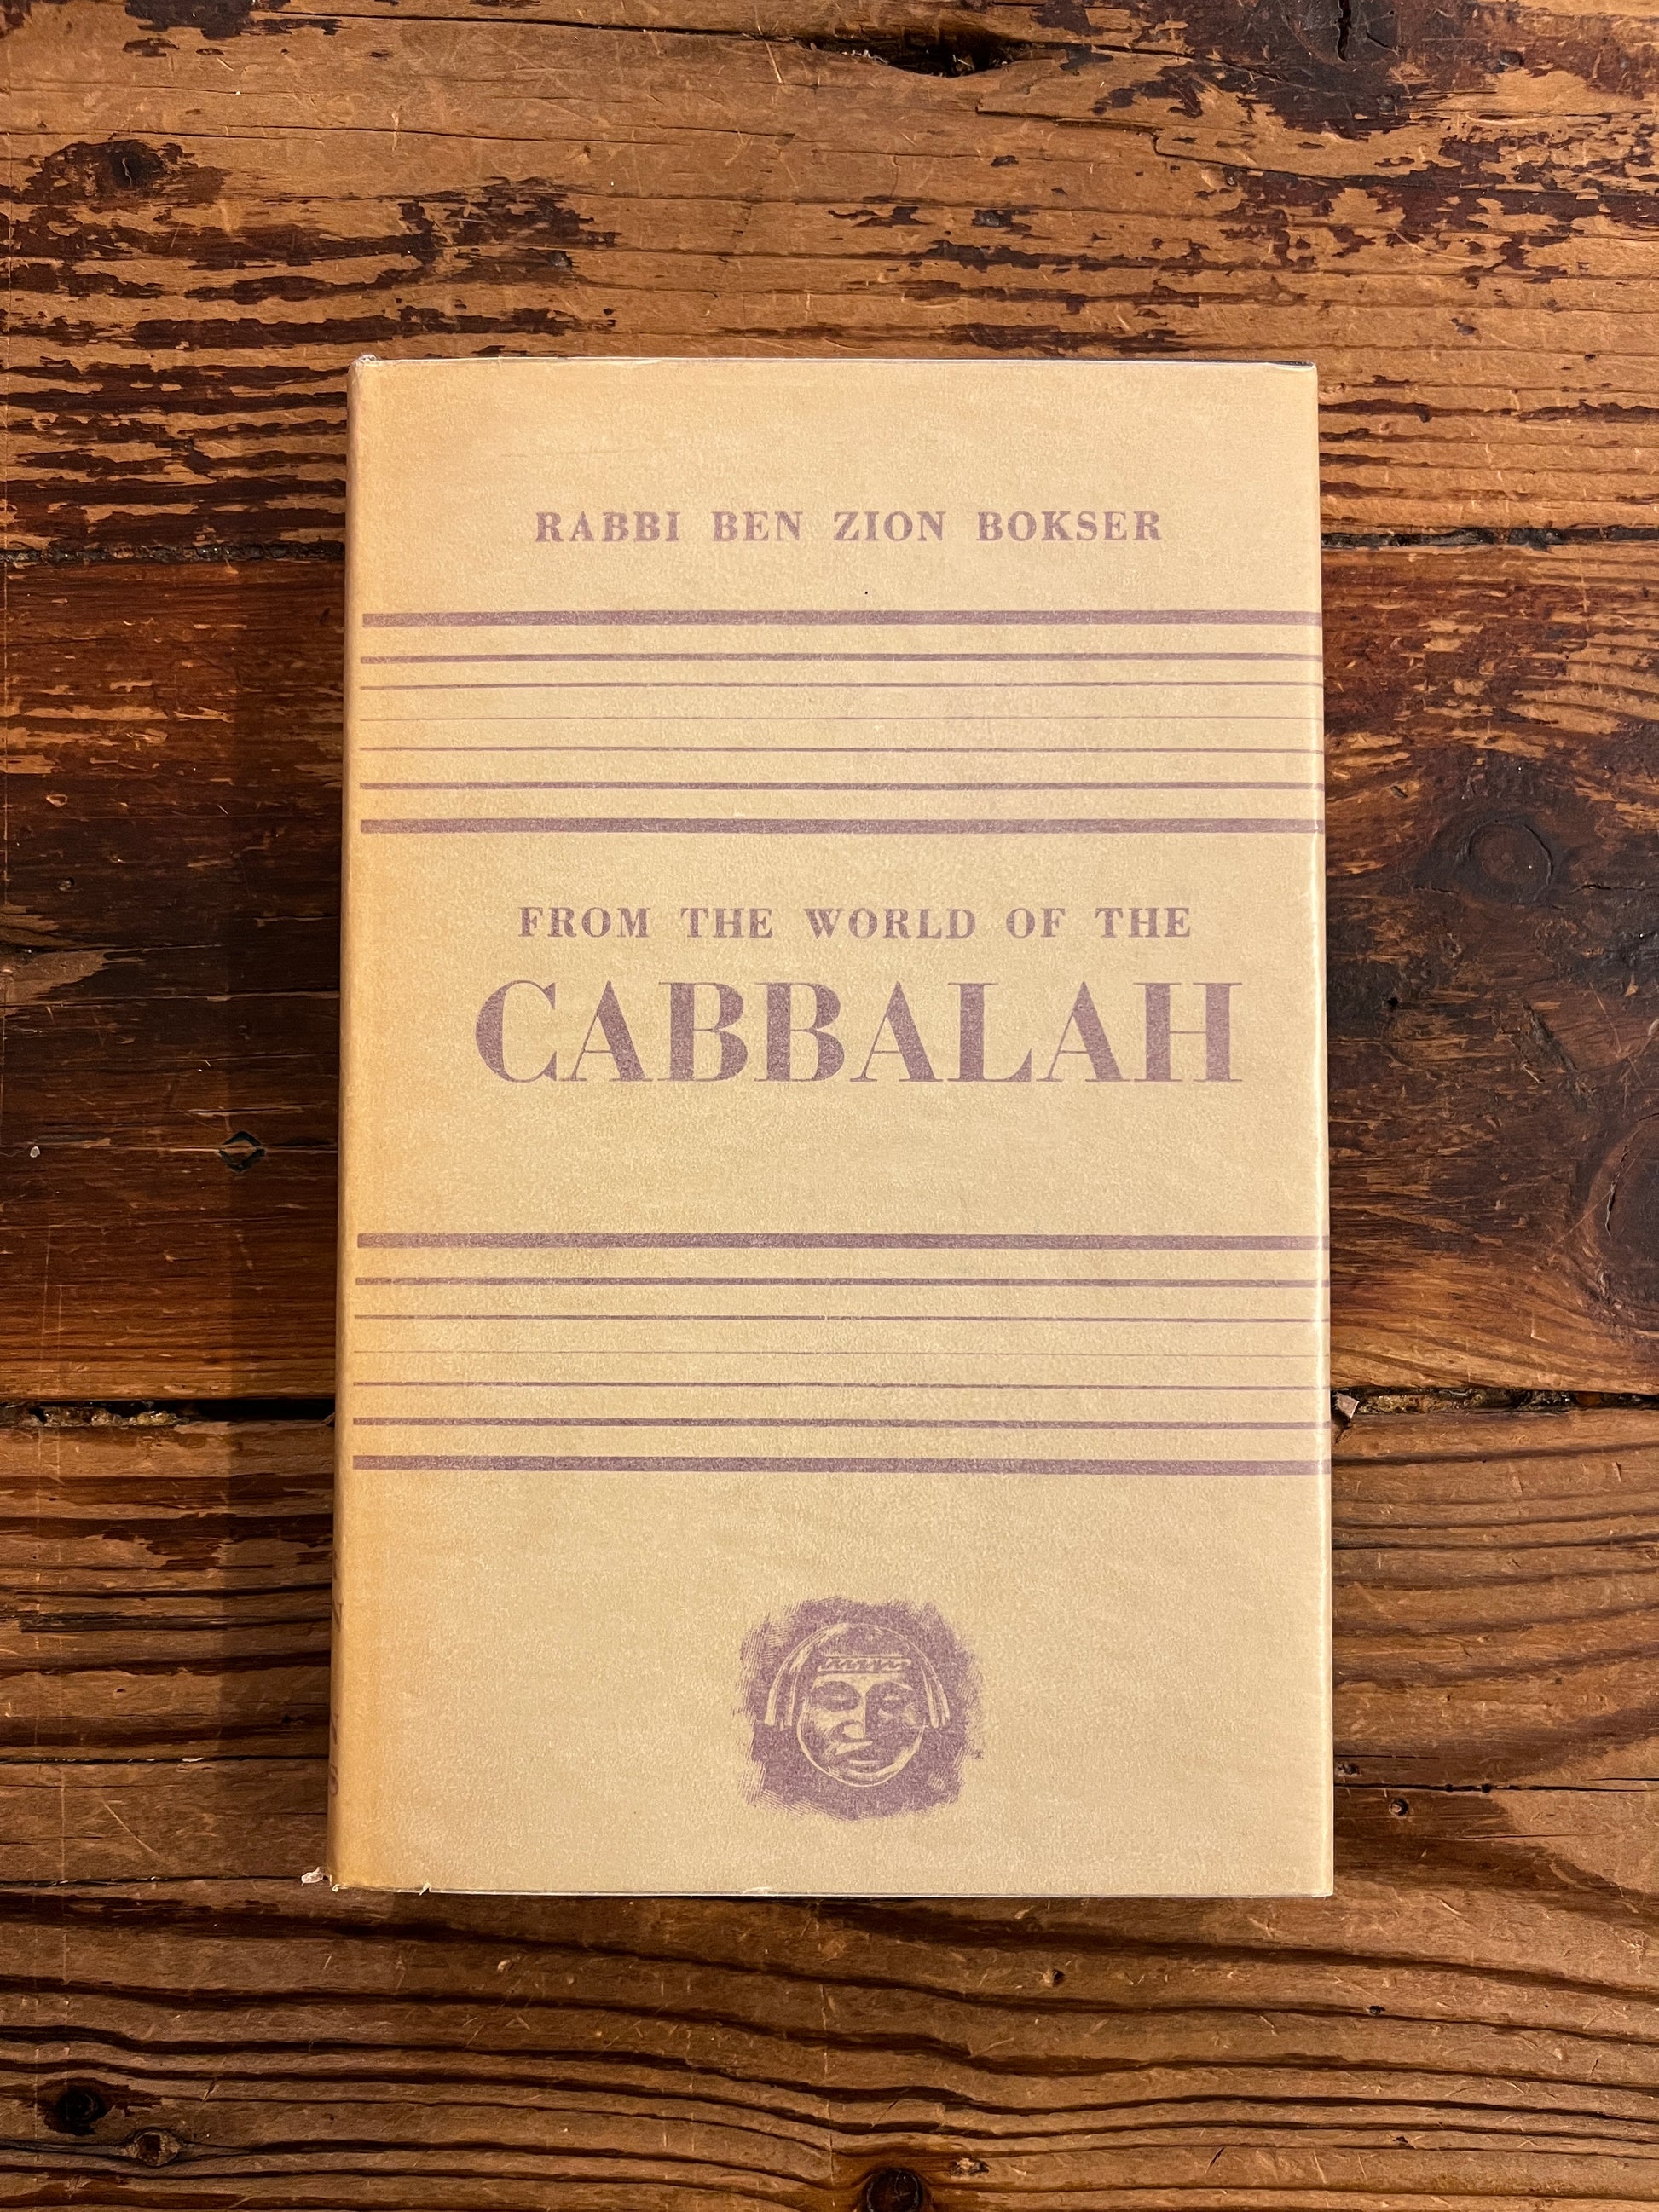 RABBI BEN ZION BOKSER
FROM THE WORLD OF THE
CABBALAH